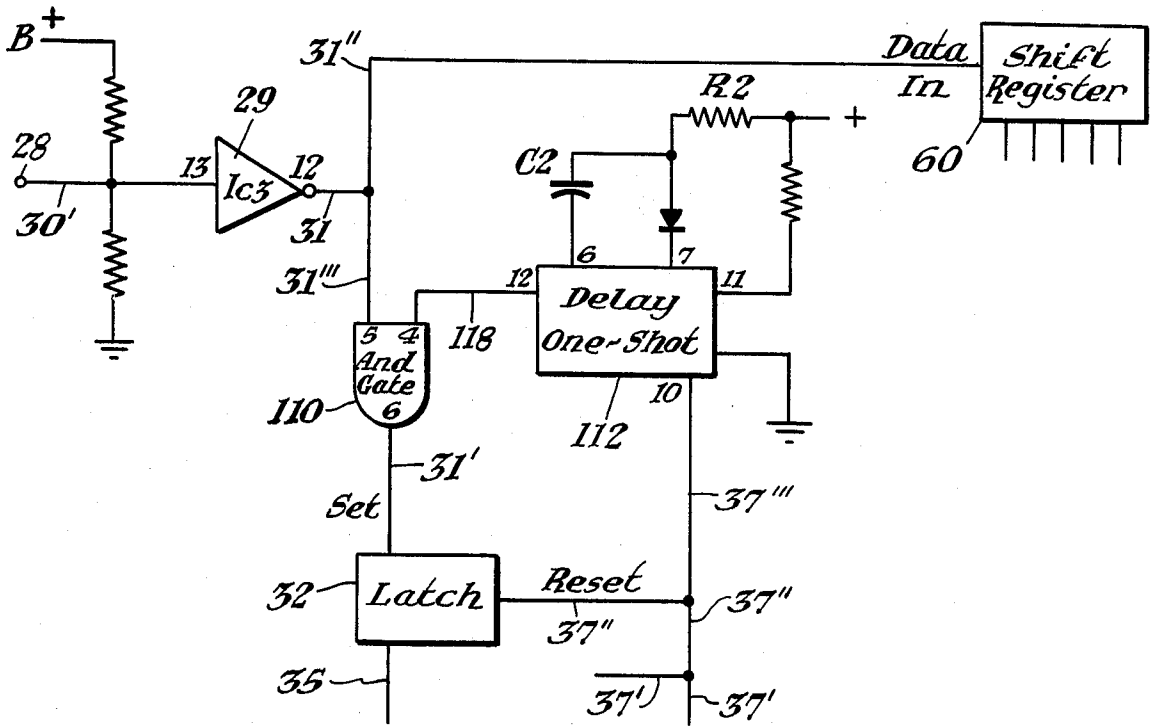 B +
31"
Data In
Shift Register
60
28
30'
13
29
Ic3
12
31
31'''
R2
+
C2
6
7
12
11
Delay One-Shot
10
112
118
5
4
And Gate
6
110
31'
Set
32
Latch
Reset
37"
37'''
37"
35
37'
37'